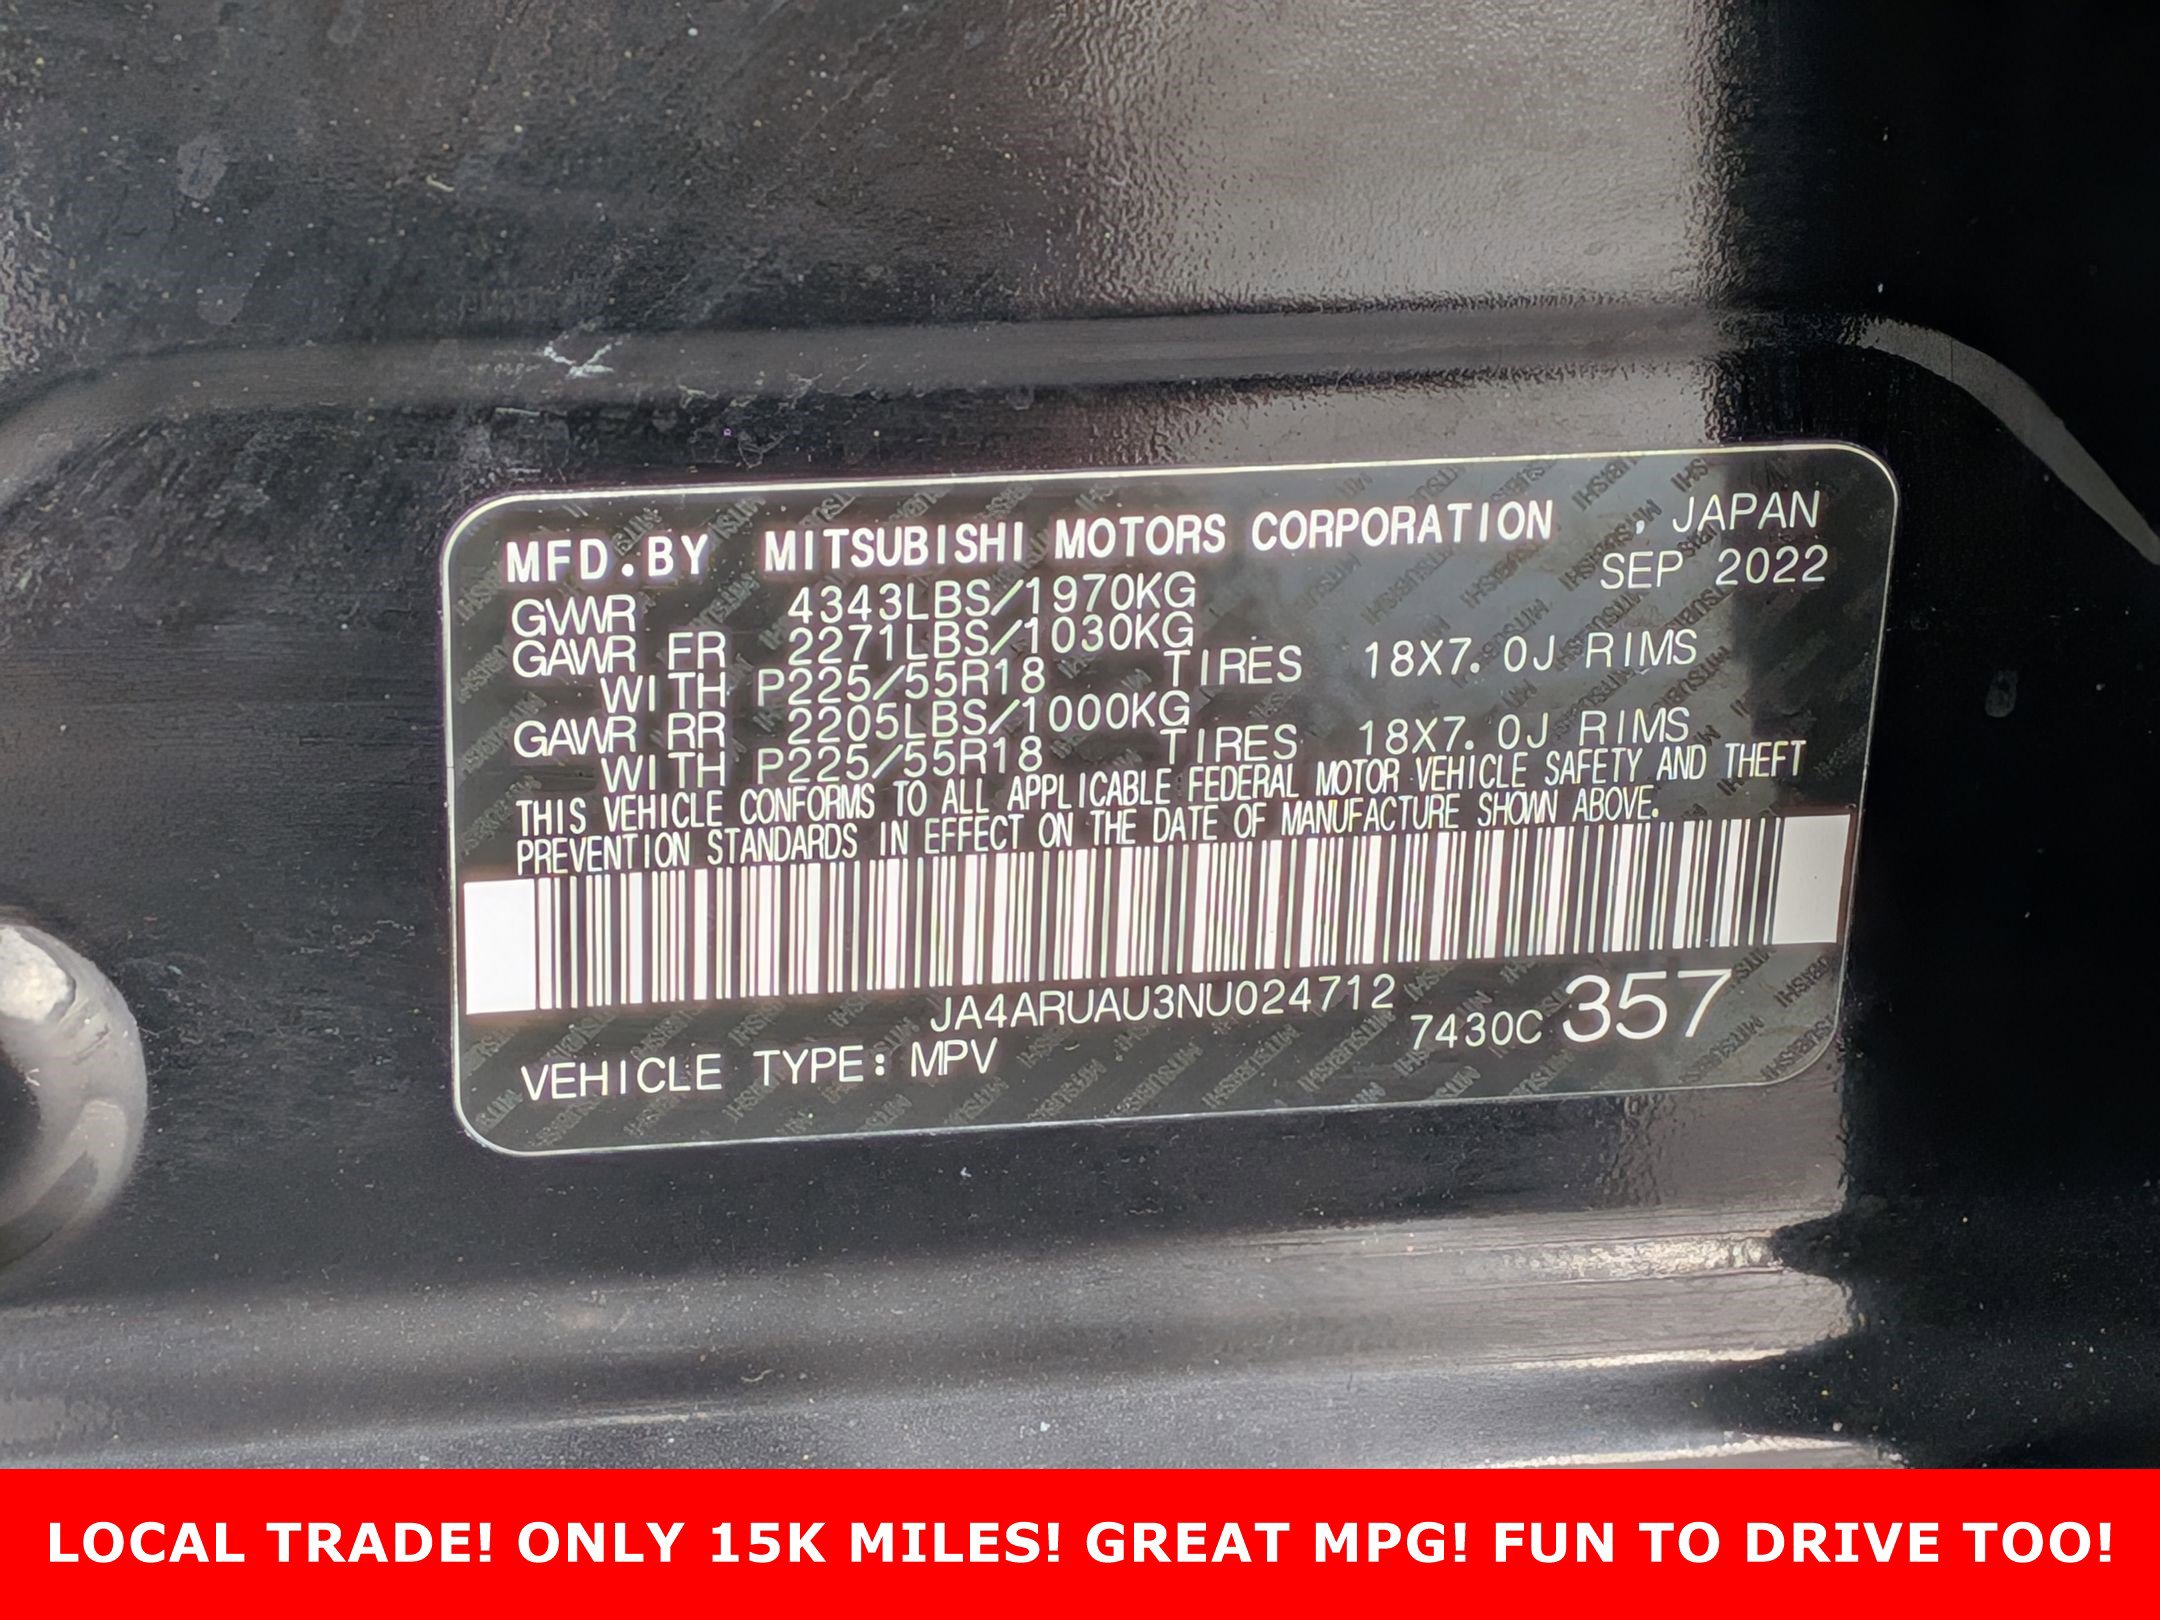 MFD.BY MITSUBISHI MOTORS CORPORATION , JAPAN
SEP 2022
GVWR 4343LBS/1970KG
GAWR FR 2271LBS/1030KG
WITH P225/55R18 TIRES 18X7.0J RIMS
GAWR RR 2205LBS/1000KG
WITH P225/55R18 TIRES 18X7.0J RIMS
THIS VEHICLE CONFORMS TO ALL APPLICABLE FEDERAL MOTOR VEHICLE SAFETY AND THEFT
PREVENTION STANDARDS IN EFFECT ON THE DATE OF MANUFACTURE SHOWN ABOVE.
JA4ARUAU3NU024712
7430C 357
VEHICLE TYPE: MPV
LOCAL TRADE! ONLY 15K MILES! GREAT MPG! FUN TO DRIVE TOO!